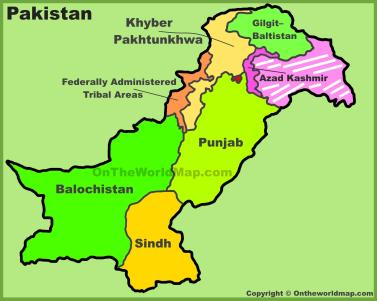 Pakistan
Khyber
Pakhtunkhwa
Gilgit–
Baltistan
Federally Administered
Tribal Areas
Azad Kashmir
Punjab
OnTheWorldMap.com
Balochistan
Sindh
Copyright © Ontheworldmap.com